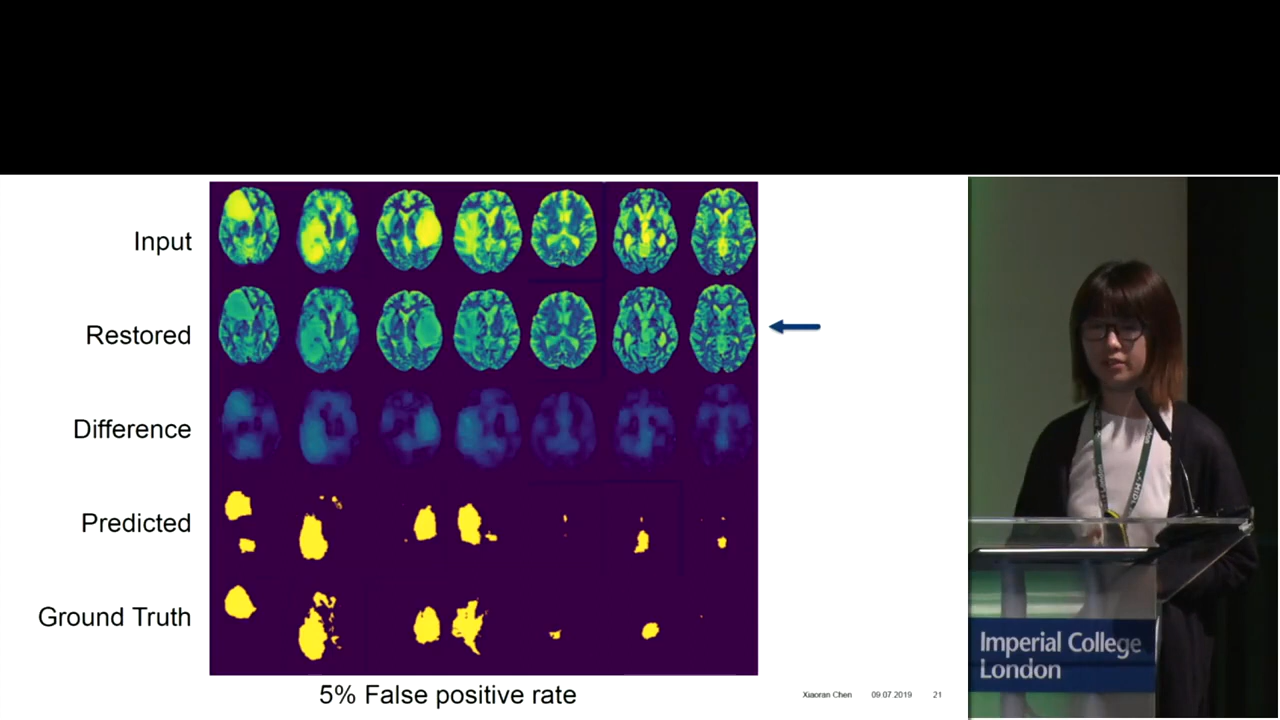 Input
Restored
Difference
Predicted
Ground Truth
5% False positive rate
Xiaoran Chen 09.07.2019 21
Imperial College
London